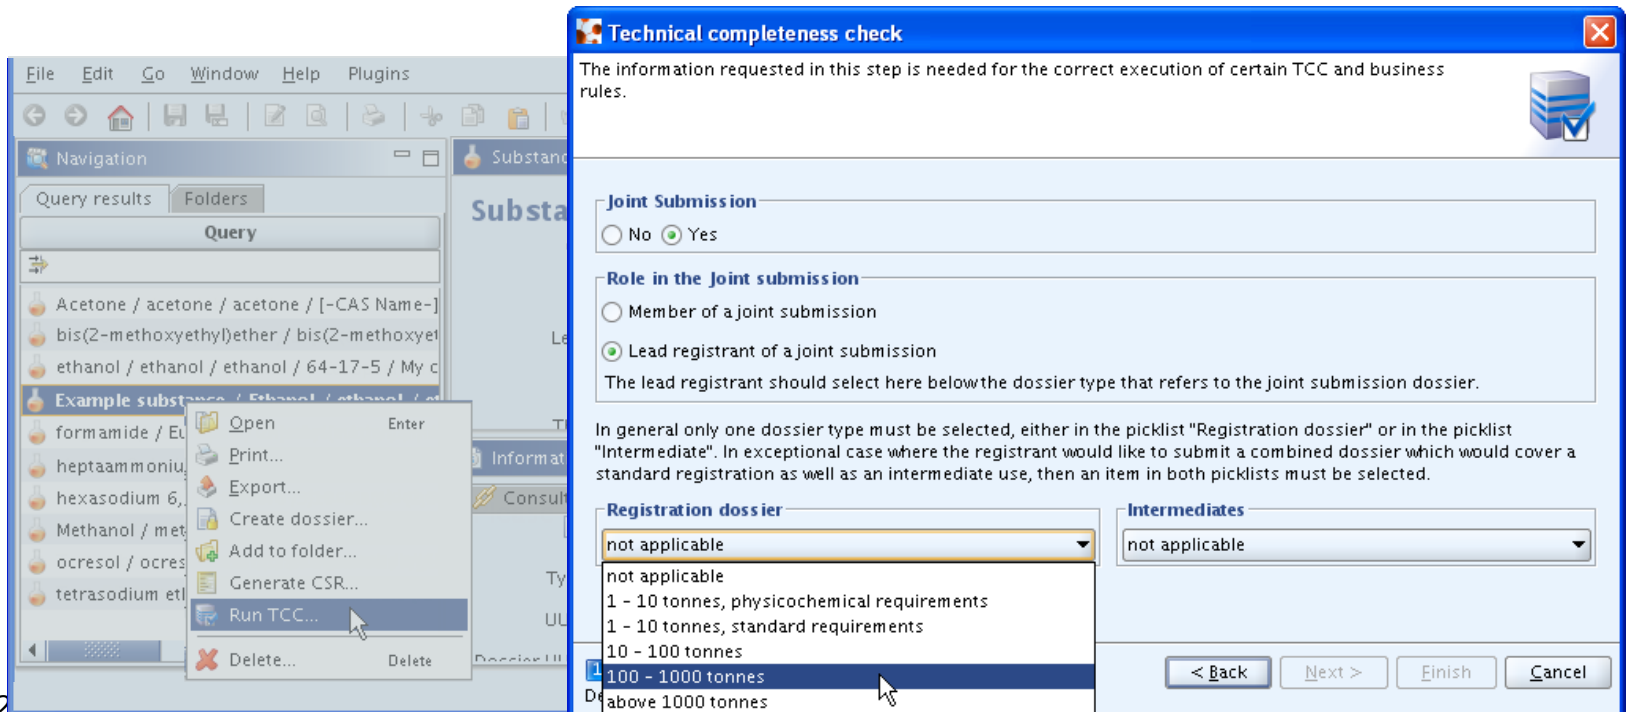 File Edit Go Window Help Plugins
Navigation
Query results Folders
Query
Acetone / acetone / acetone / [-CAS Name-]
bis(2-methoxyethyl)ether / bis(2-methoxyet
ethanol / ethanol / ethanol / 64-17-5 / My c
Example substance / Ethanol / ethanol / et
formamide / Eu
heptaammoniu
hexasodium 6,
Methanol / met
ocresol / ocres
tetrasodium etl
Open Enter
Print...
Export...
Create dossier...
Add to folder...
Generate CSR...
Run TCC...
Delete... Delete
Substanc
Substa
Le
Informat
Consult
Ty
UU
Technical completeness check
The information requested in this step is needed for the correct execution of certain TCC and business
rules.
Joint Submission
No Yes
Role in the Joint submission
Member of a joint submission
Lead registrant of a joint submission
The lead registrant should select here below the dossier type that refers to the joint submission dossier.
In general only one dossier type must be selected, either in the picklist "Registration dossier" or in the picklist
"Intermediate". In exceptional case where the registrant would like to submit a combined dossier which would cover a
standard registration as well as an intermediate use, then an item in both picklists must be selected.
Registration dossier Intermediates
not applicable not applicable
not applicable
1 - 10 tonnes, physicochemical requirements
1 - 10 tonnes, standard requirements
10 - 100 tonnes
100 - 1000 tonnes
above 1000 tonnes
< Back Next > Finish Cancel